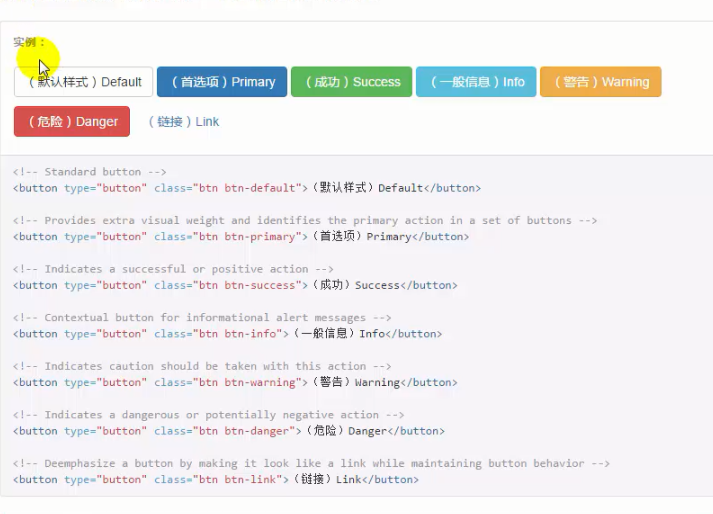 实例：
（默认样式）Default （首选项）Primary （成功）Success （一般信息）Info （警告）Warning
（危险）Danger （链接）Link
<!-- Standard button -->
<button type="button" class="btn btn-default">（默认样式）Default</button>
<!-- Provides extra visual weight and identifies the primary action in a set of buttons -->
<button type="button" class="btn btn-primary">（首选项）Primary</button>
<!-- Indicates a successful or positive action -->
<button type="button" class="btn btn-success">（成功）Success</button>
<!-- Contextual button for informational alert messages -->
<button type="button" class="btn btn-info">（一般信息）Info</button>
<!-- Indicates caution should be taken with this action -->
<button type="button" class="btn btn-warning">（警告）Warning</button>
<!-- Indicates a dangerous or potentially negative action -->
<button type="button" class="btn btn-danger">（危险）Danger</button>
<!-- Deemphasize a button by making it look like a link while maintaining button behavior -->
<button type="button" class="btn btn-link">（链接）Link</button>